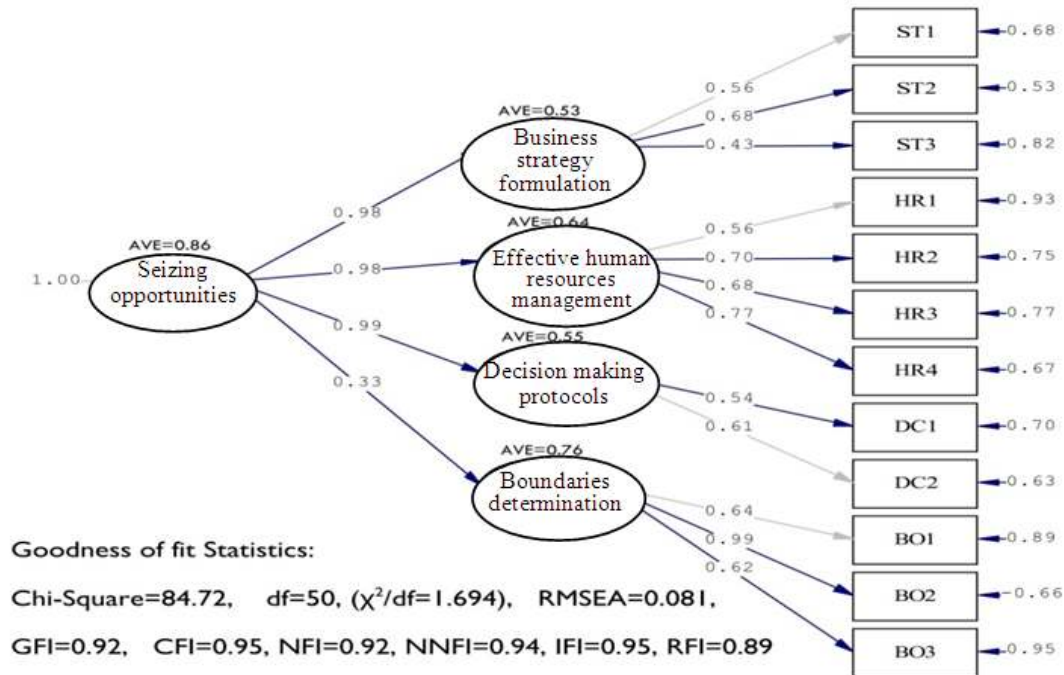 ST1
0.68
0.56
ST2
0.53
AVE=0.53
0.68
Business
strategy
formulation
0.43
ST3
0.82
HR1
0.93
0.98
AVE=0.64
0.56
AVE=0.86
Effective human
resources
management
0.70
HR2
0.75
1.00
Seizing
opportunities
0.98
0.68
HR3
0.77
0.77
0.99
AVE=0.55
HR4
0.67
Decision making
protocols
0.33
0.54
DC1
0.70
0.61
AVE=0.76
DC2
0.63
Boundaries
determination
0.64
BO1
0.89
0.99
0.62
Goodness of fit Statistics:
BO2
-0.66
Chi-Square=84.72, df=50, (χ²/df=1.694), RMSEA=0.081,
GFI=0.92, CFI=0.95, NFI=0.92, NNFI=0.94, IFI=0.95, RFI=0.89
BO3
0.95